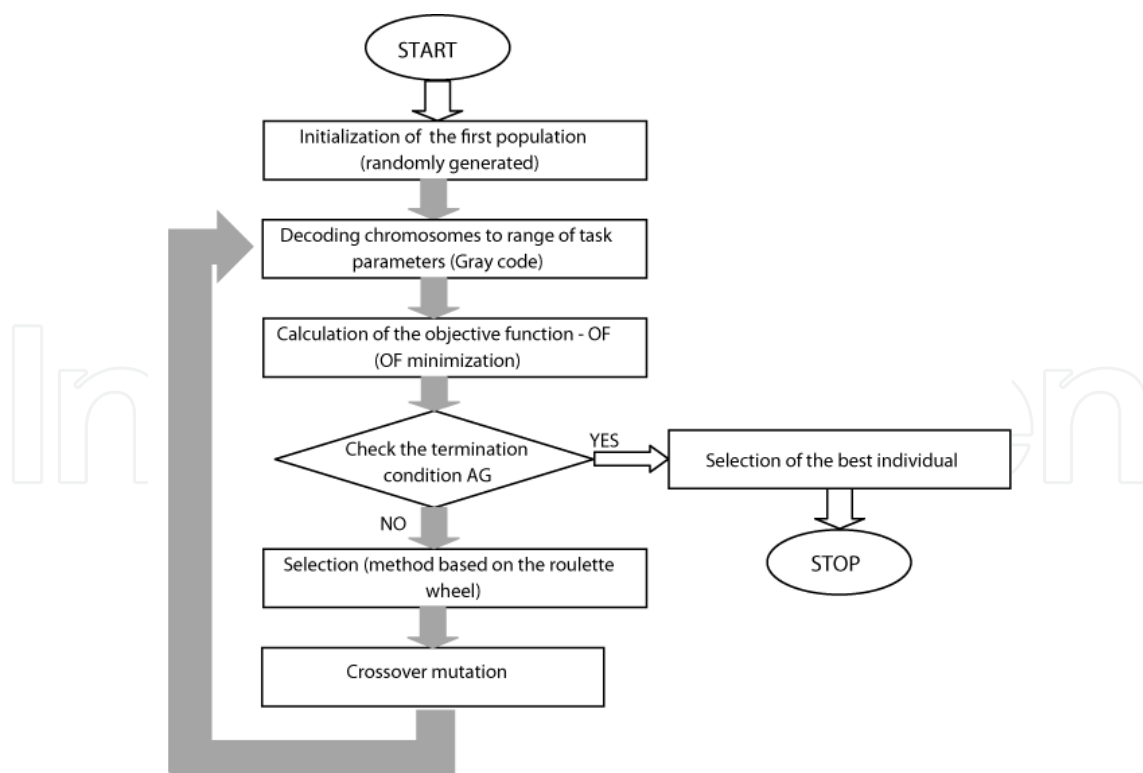 START
Initialization of the first population
(randomly generated)
Decoding chromosomes to range of task
parameters (Gray code)
Calculation of the objective function - OF
(OF minimization)
Check the termination
condition AG
YES
Selection of the best individual
NO
STOP
Selection (method based on the roulette
wheel)
Crossover mutation
In
en